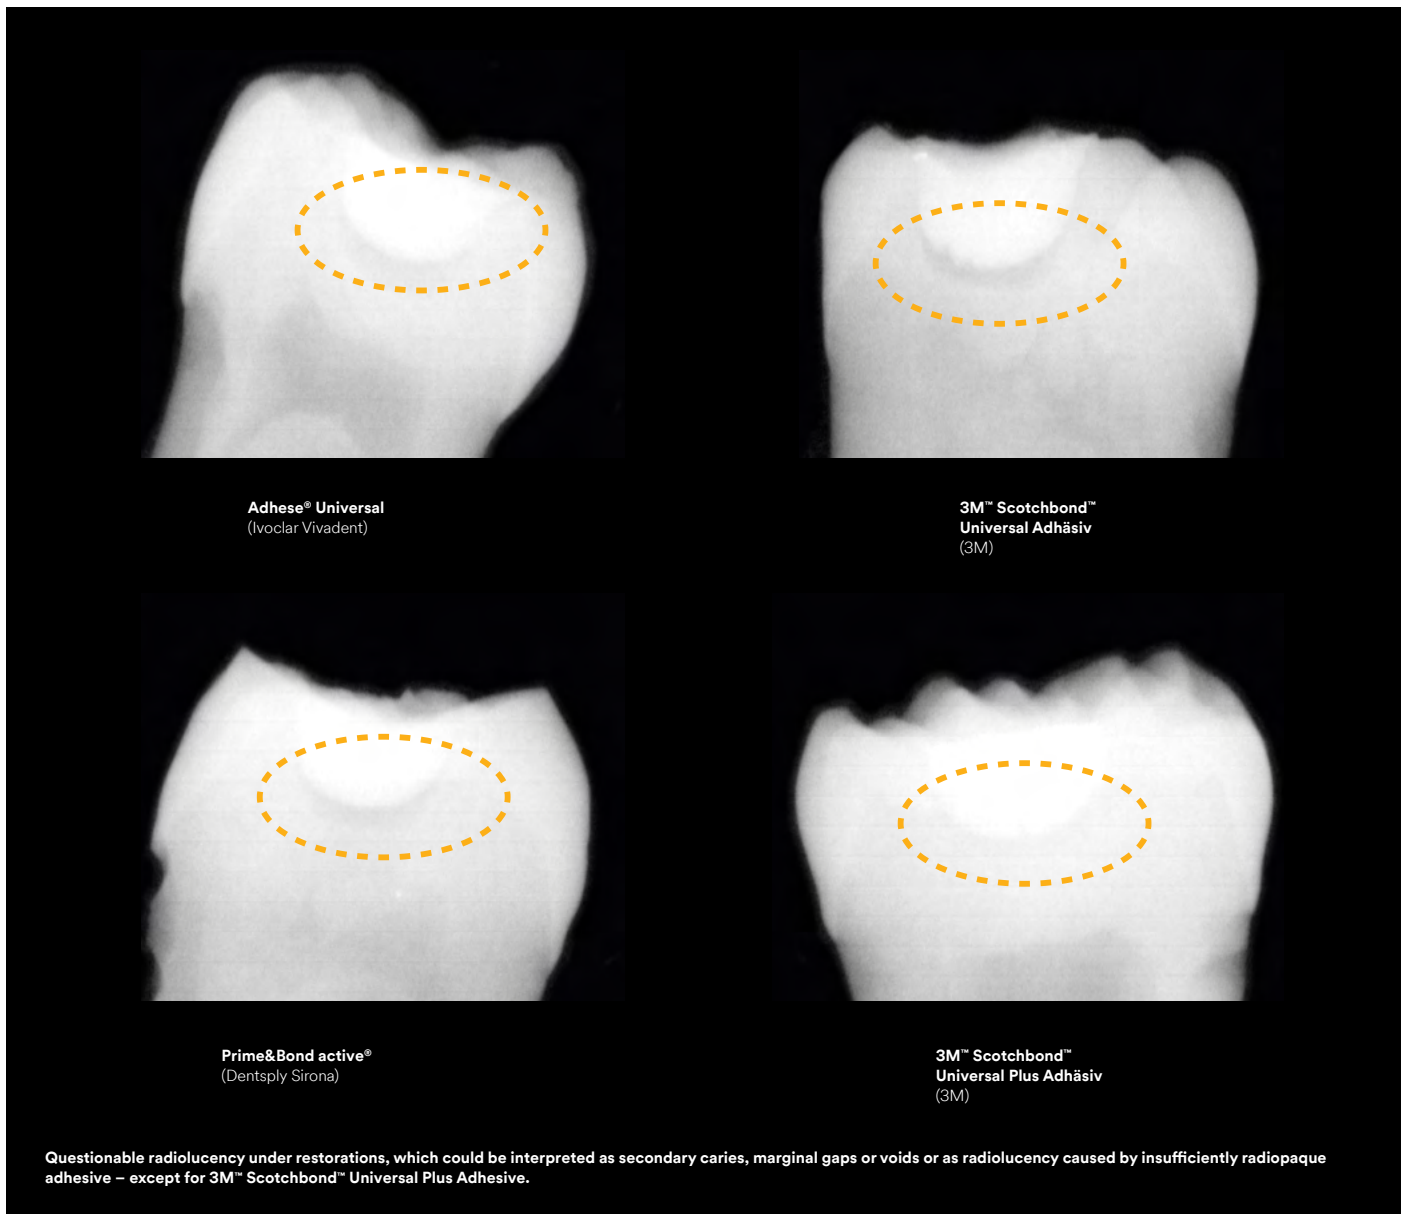 Adhese® Universal
(Ivoclar Vivadent)
3M™ Scotchbond™
Universal Adhäsiv
(3M)
Prime&Bond active®
(Dentsply Sirona)
3M™ Scotchbond™
Universal Plus Adhäsiv
(3M)
Questionable radiolucency under restorations, which could be interpreted as secondary caries, marginal gaps or voids or as radiolucency caused by insufficiently radiopaque
adhesive – except for 3M™ Scotchbond™ Universal Plus Adhesive.